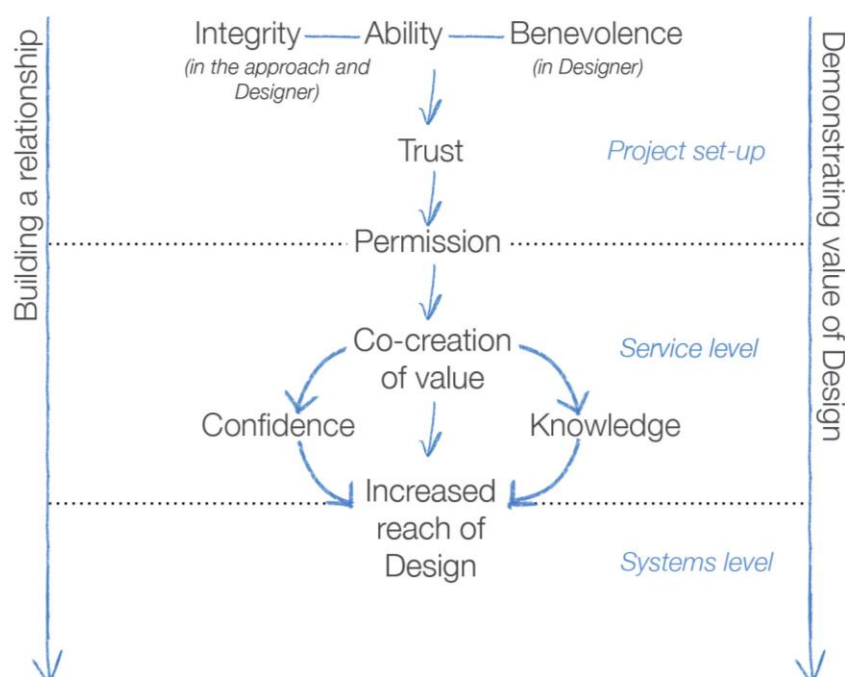 Building a relationship
Integrity Ability Benevolence
(in the approach and
Designer)
(in Designer)
Trust
Project set-up
Permission
Co-creation
of value
Service level
Confidence
Knowledge
Increased
reach of
Design
Systems level
Demonstrating value of Design